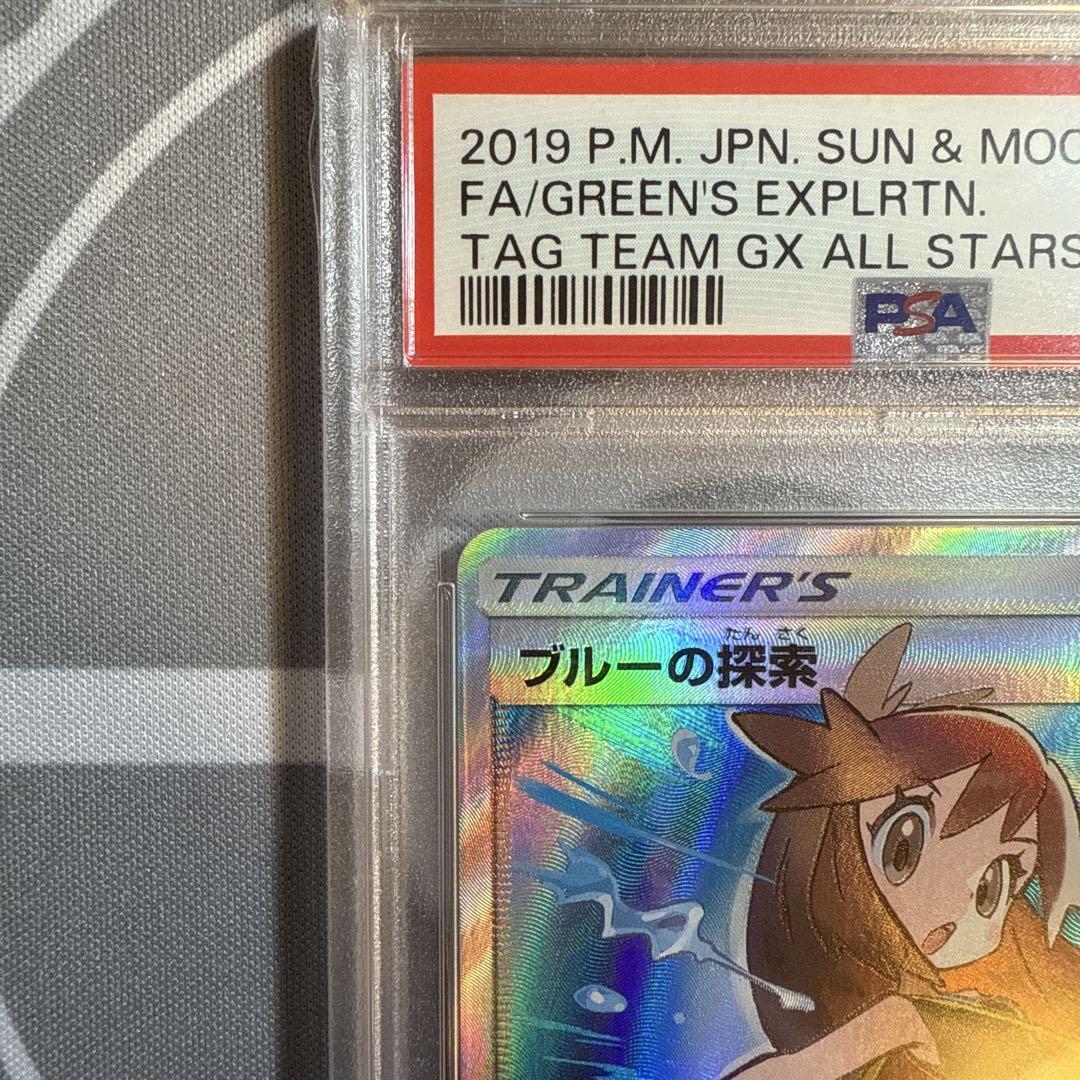 2019 P.M. JPN. SUN & MOO
FA/GREEN'S EXPLRTN.
TAG TEAM GX ALL STARS
PSA
TRAINER'S
たん さく
ブルーの探索